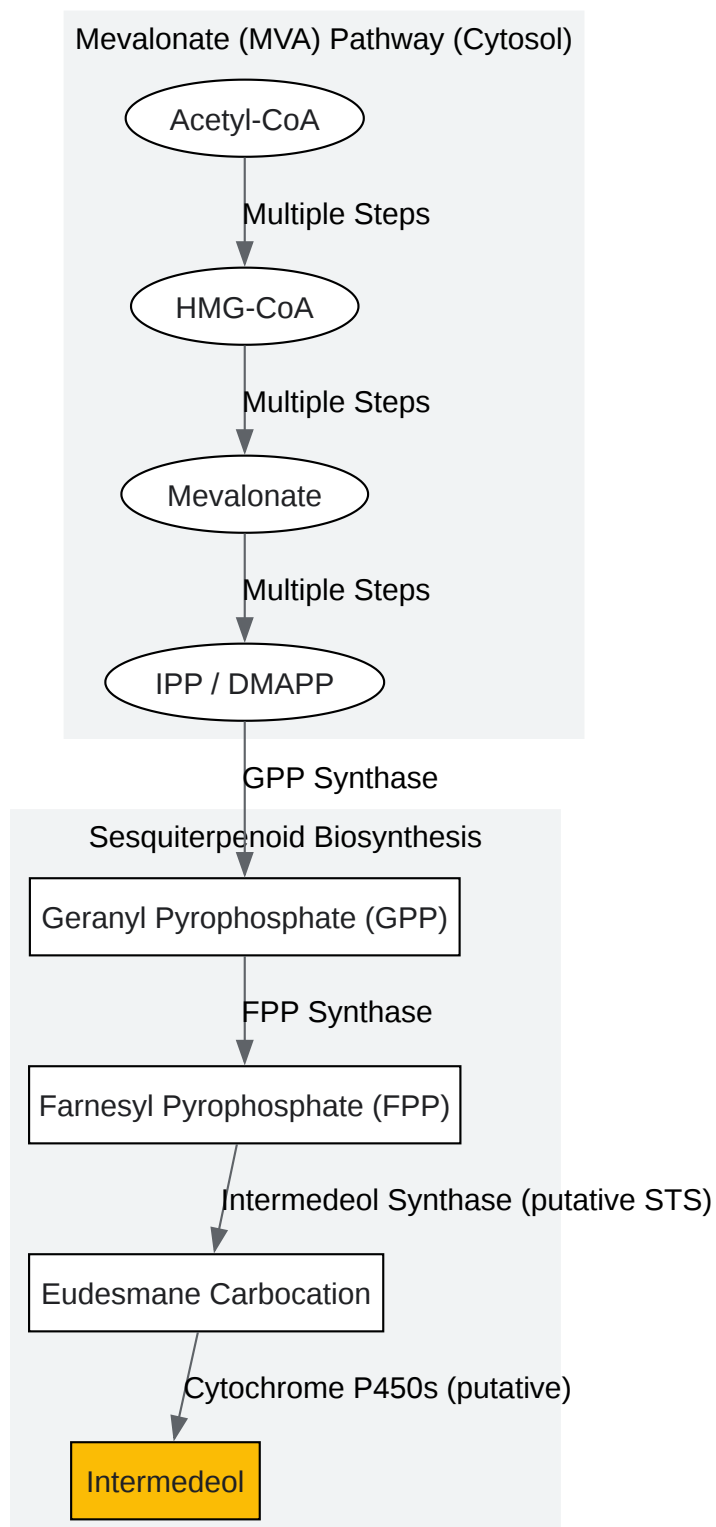 Mevalonate (MVA) Pathway (Cytosol)
Acetyl-CoA
Multiple Steps
HMG-CoA
Multiple Steps
Mevalonate
Multiple Steps
IPP / DMAPP
GPP Synthase
Sesquiterpenoid Biosynthesis
Geranyl Pyrophosphate (GPP)
FPP Synthase
Farnesyl Pyrophosphate (FPP)
Intermedeol Synthase (putative STS)
Eudesmane Carbocation
Cytochrome P450s (putative)
Intermedeol